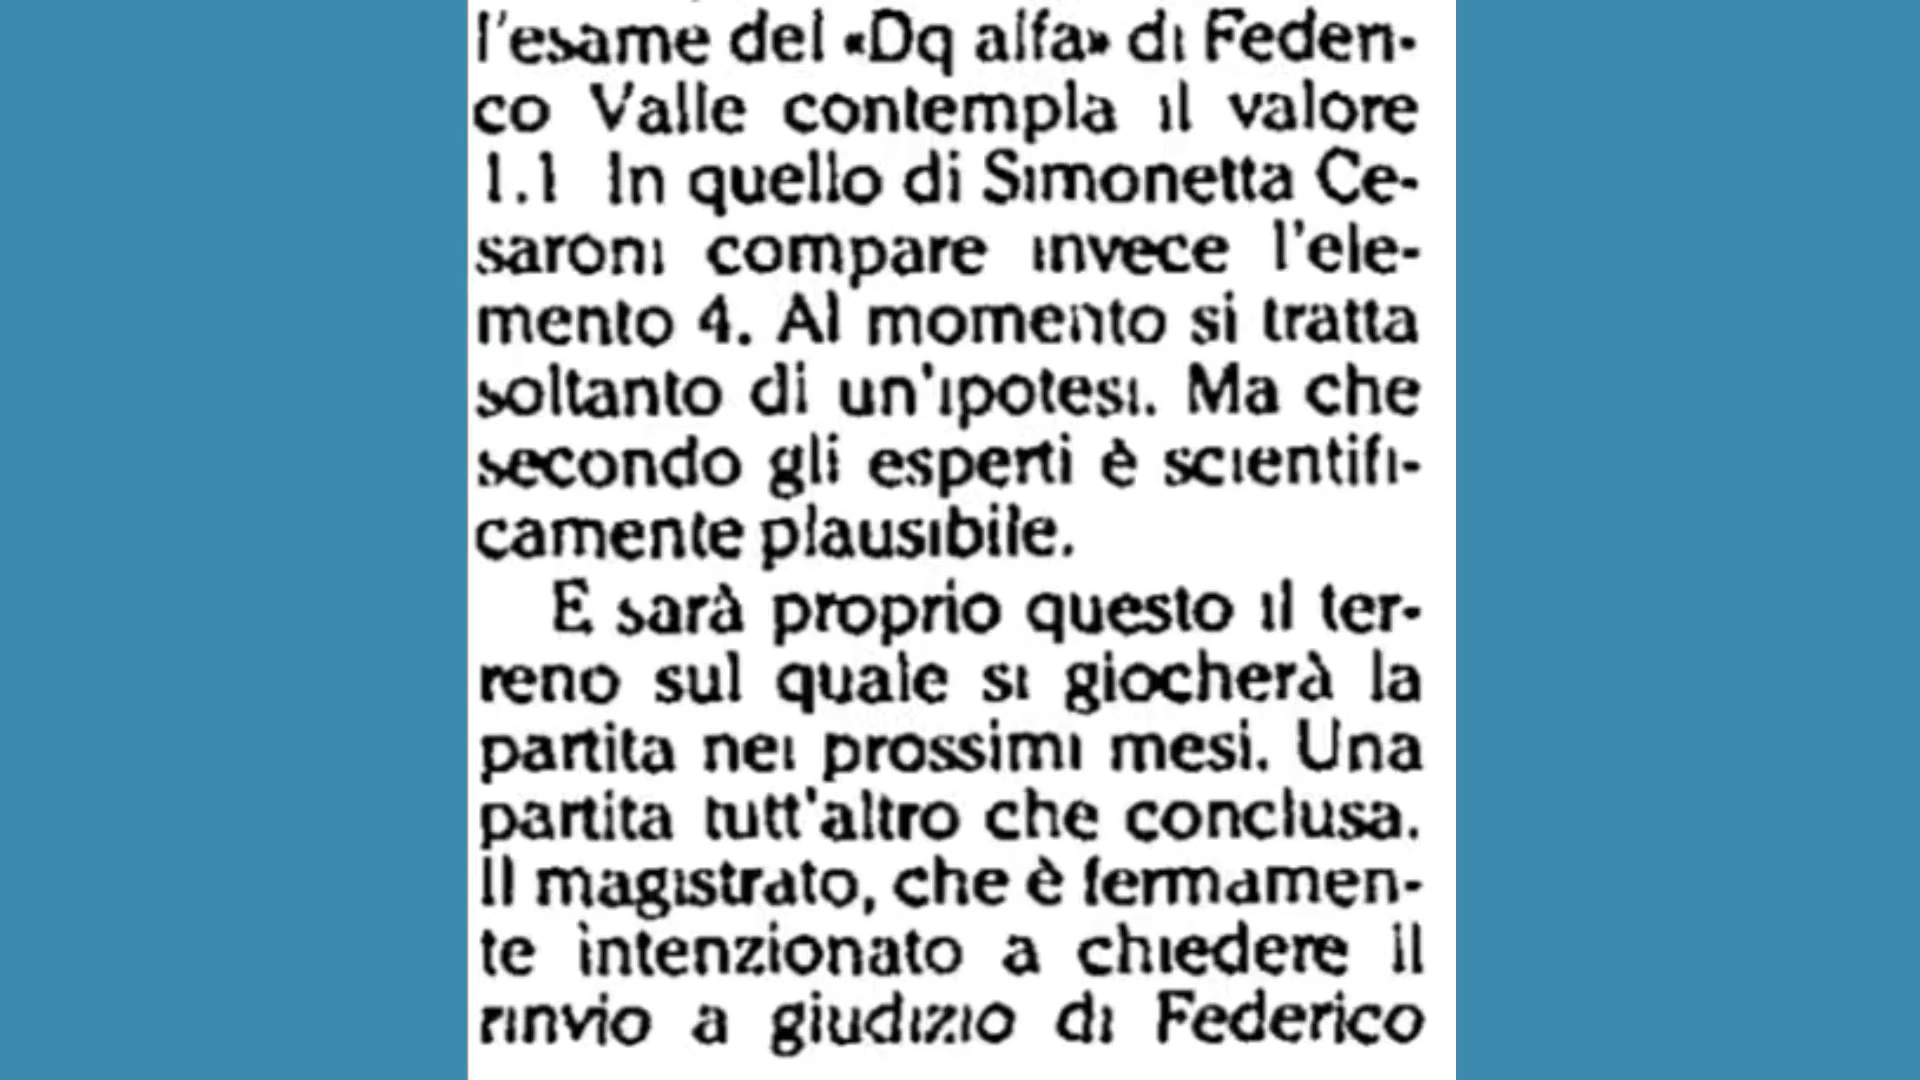 l'esame del «Dq alfa» di Federi-
co Valle contempla il valore
1.1 In quello di Simonetta Ce-
saroni compare invece l'ele-
mento 4. Al momento si tratta
soltanto di un'ipotesi. Ma che
secondo gli esperti è scientifi-
camente plausibile.
E sarà proprio questo il ter-
reno sul quale si giocherà la
partita nei prossimi mesi. Una
partita tutt'altro che conclusa.
Il magistrato, che è fermamen-
te intenzionato a chiedere il
rinvio a giudizio di Federico